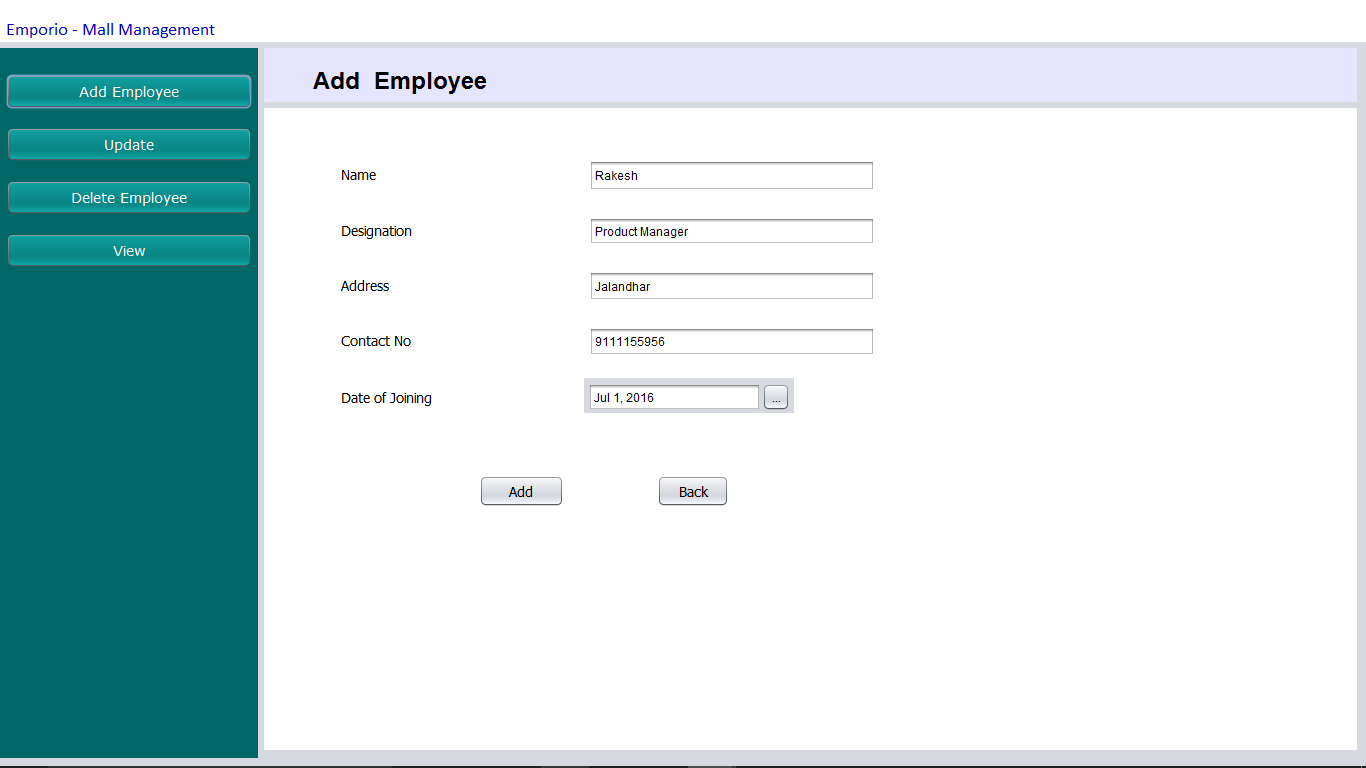 Emporio - Mall Management
Add Employee
Update
Delete Employee
View
Add Employee
Name Rakesh
Designation Product Manager
Address Jalandhar
Contact No 9111155956
Date of Joining Jul 1, 2016 ...
Add Back